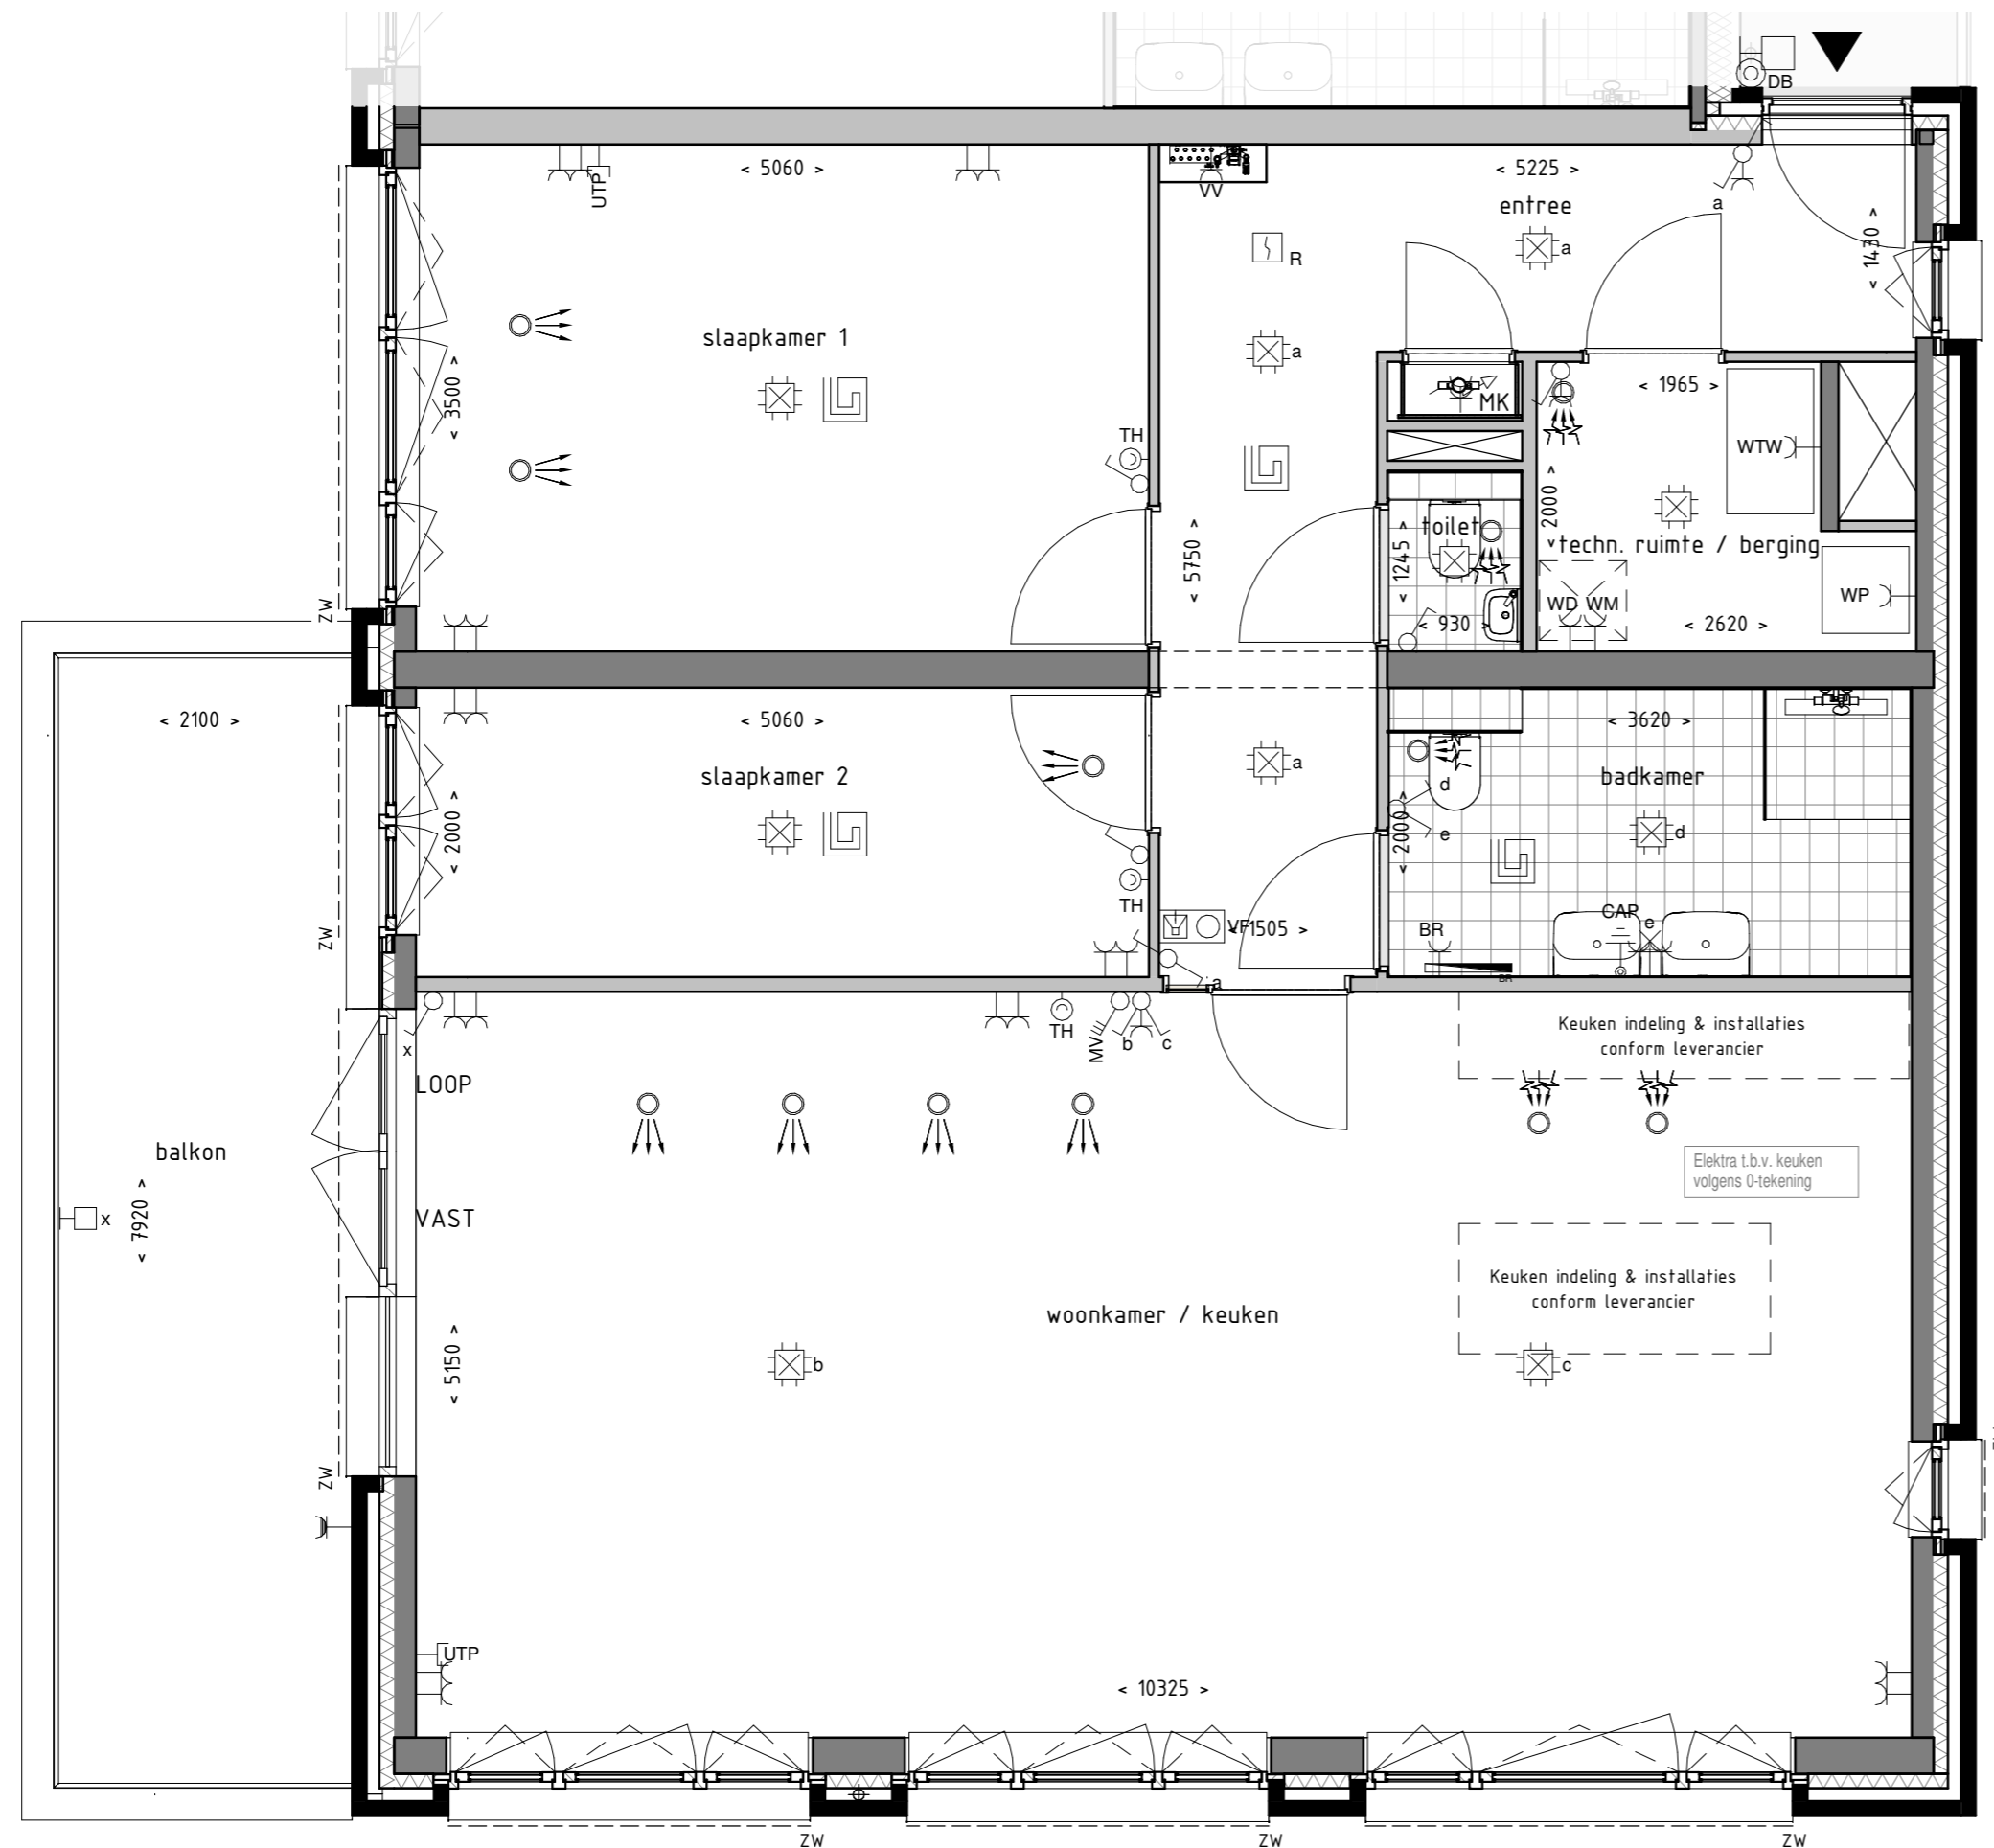 DB
< 5060 >
UTP
VV
< 5225 >
entree
a
a
R
< 1430 >
slaapkamer 1
a
< 3500 >
< 1965 >
MK
TH
WTW
< 5750 >
toilet
< 1245 >
< 2000 >
techn. ruimte / berging
WD WM
WP
ZW
< 930 >
< 2620 >
< 2100 >
< 5060 >
< 3620 >
slaapkamer 2
a
badkamer
d
e
d
< 2000 >
< 2000 >
TH
VF
< 1505 >
BR
CAP
e
ZW
BR
a
x
TH
MV
b
c
Keuken indeling & installaties
conform leverancier
LOOP
balkon
Elektra t.b.v. keuken
volgens 0-tekening
x
< 7920 >
VAST
Keuken indeling & installaties
conform leverancier
woonkamer / keuken
< 5150 >
b
c
ZW
UTP
< 10325 >
ZW
ZW
ZW